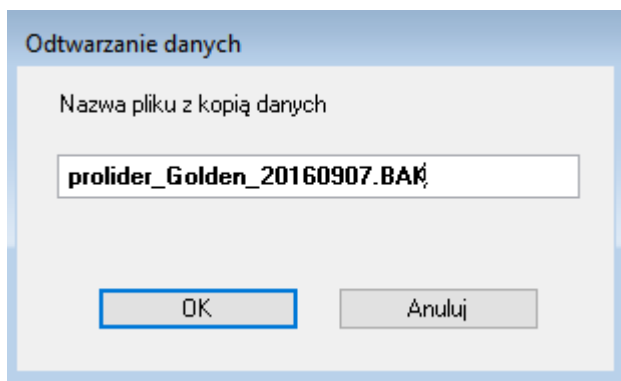 Odtwarzanie danych
Nazwa pliku z kopią danych
prolider_Golden_20160907.BAK
OK
Anuluj